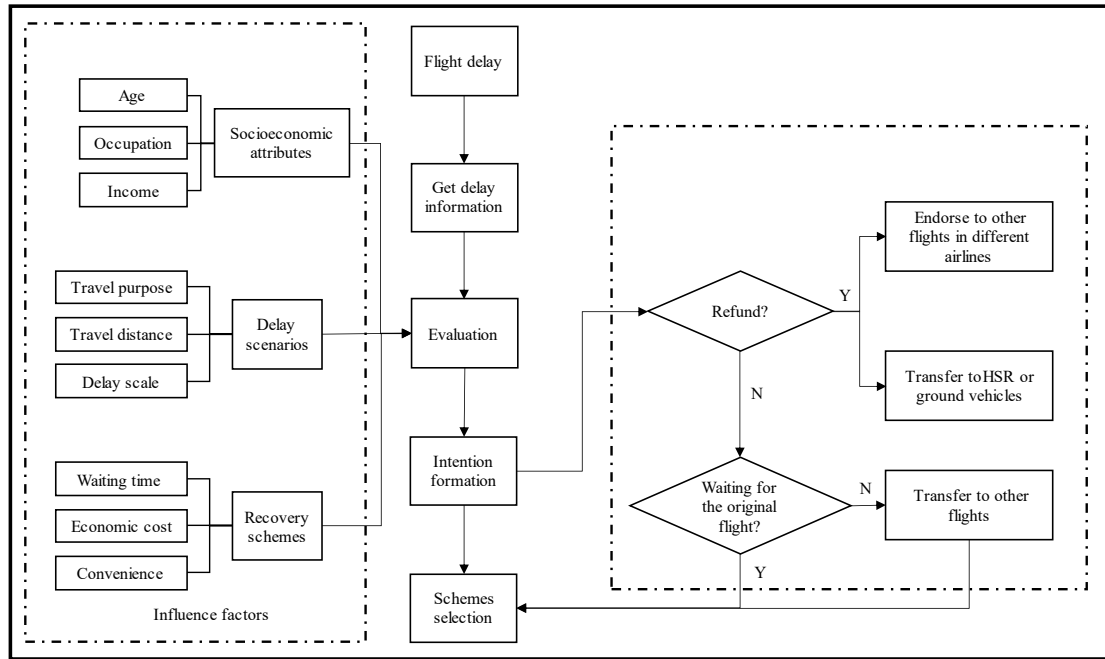 Flight delay
Age
Occupation
Income
Socioeconomic
attributes
Get delay
information
Travel purpose
Travel distance
Delay scale
Delay
scenarios
Evaluation
Waiting time
Economic cost
Convenience
Recovery
schemes
Intention
formation
Schemes
selection
Influence factors
Refund?
Y
N
Endorse to other
flights in different
airlines
Transfer toHSR or
ground vehicles
Waiting for
the original
flight?
N
Y
Transfer to other
flights